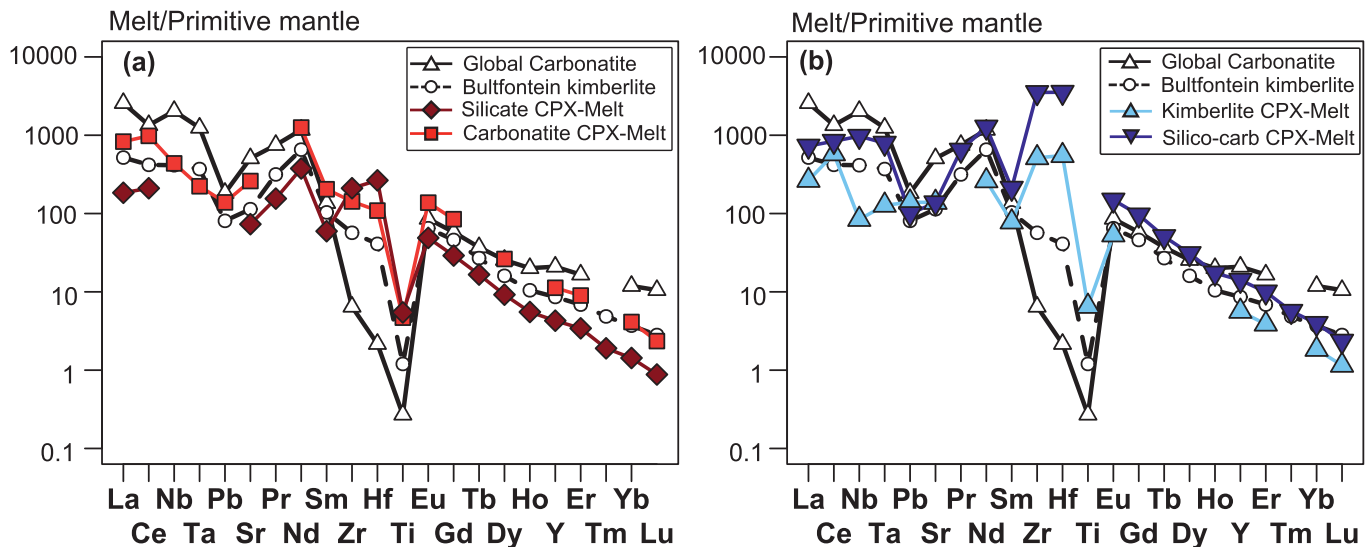 Melt/Primitive mantle
(a)
Global Carbonatite
Bultfontein kimberlite
Silicate CPX-Melt
Carbonatite CPX-Melt
10000
1000
100
10
1
0.1
La Nb Pb Pr Sm Hf Eu Tb Ho Er Yb
Ce Ta Sr Nd Zr Ti Gd Dy Y Tm Lu
Melt/Primitive mantle
(b)
Global Carbonatite
Bultfontein kimberlite
Kimberlite CPX-Melt
Silico-carb CPX-Melt
10000
1000
100
10
1
0.1
La Nb Pb Pr Sm Hf Eu Tb Ho Er Yb
Ce Ta Sr Nd Zr Ti Gd Dy Y Tm Lu